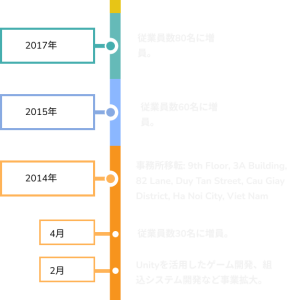 2017年
従業員数80名に増
員。
2015年
従業員数50名に増
員。
2014年
事務所移転: 9th Floor, 3A Building,
82 Lane, Duy Tan Street, Cau Giay
District, Ha Noi City, Viet Nam
4月
従業員数20名に増員。
2月
Unityを活用したゲーム開発、組
込システム開発など事業拡大。